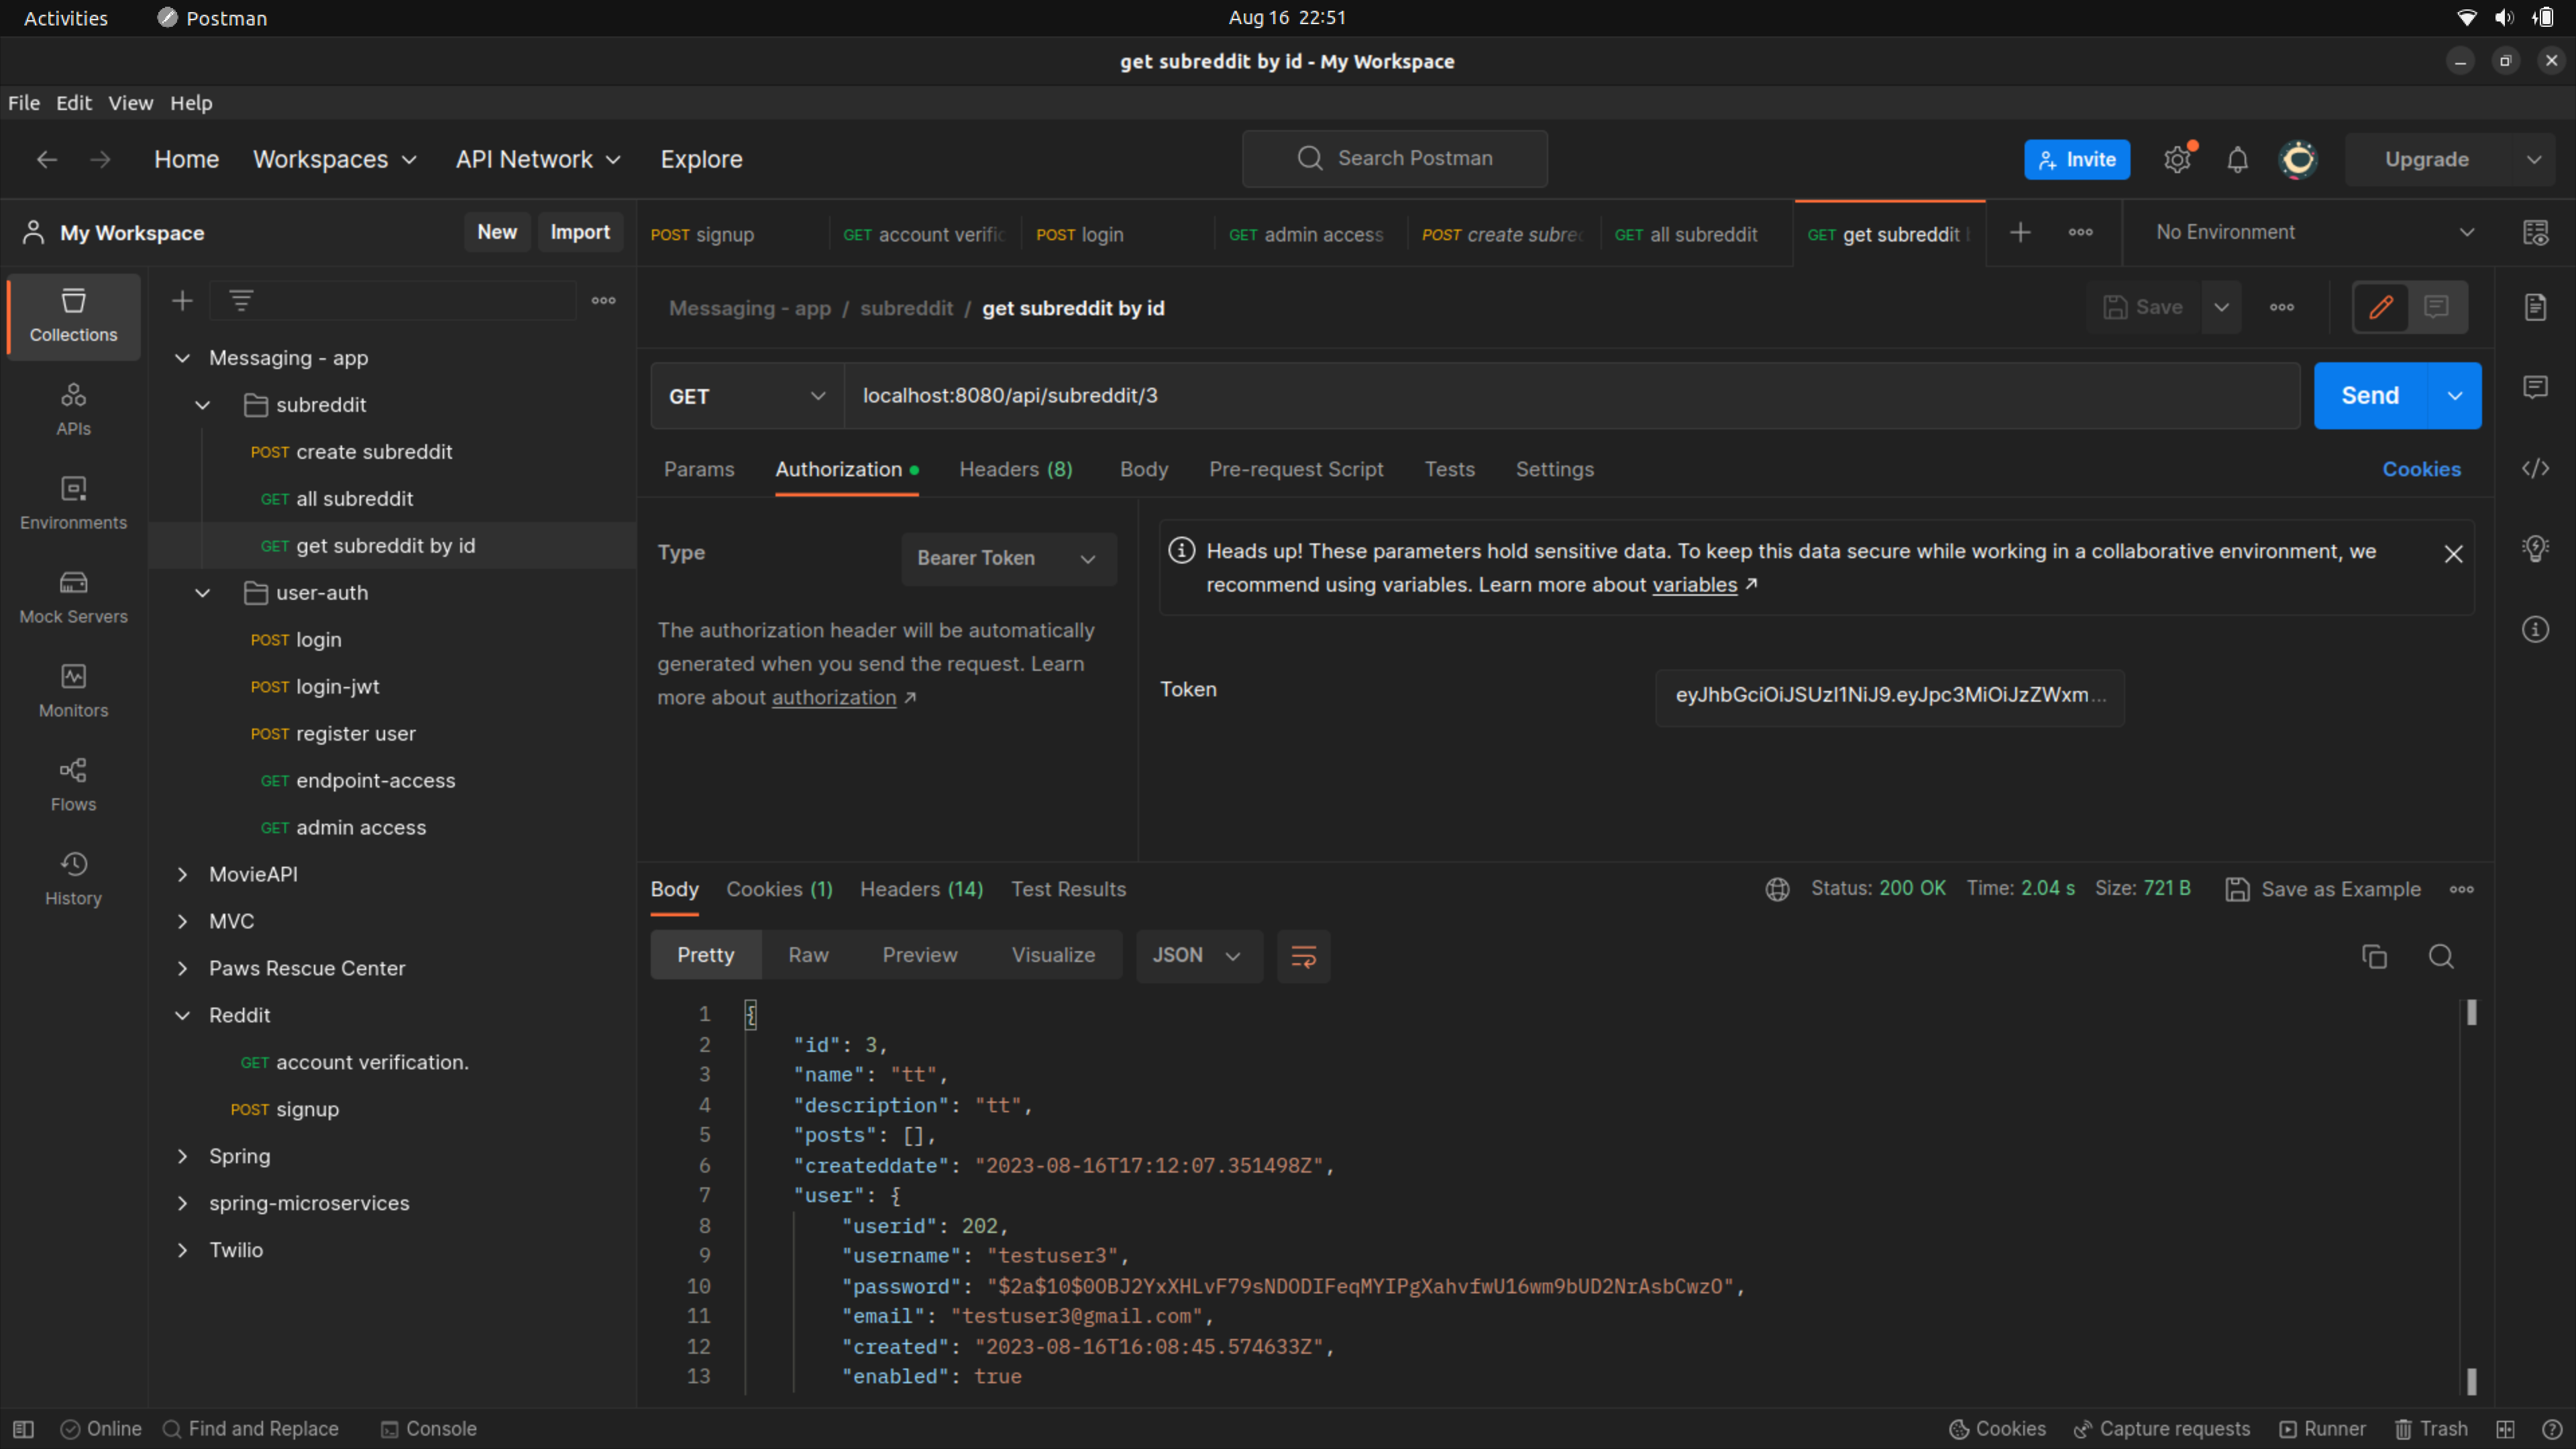 Activities Postman Aug 16 22:51
get subreddit by id - My Workspace
File Edit View Help
Home Workspaces API Network Explore Search Postman Invite Upgrade
My Workspace New Import
POST signup GET account verific POST login GET admin access POST create subred GET all subreddit GET get subreddit No Environment
Collections
APIs
Environments
Mock Servers
Monitors
Flows
History
Messaging - app
subreddit
POST create subreddit
GET all subreddit
GET get subreddit by id
user-auth
POST login
POST login-jwt
POST register user
GET endpoint-access
GET admin access
MovieAPI
MVC
Paws Rescue Center
Reddit
GET account verification.
POST signup
Spring
spring-microservices
Twilio
Messaging - app / subreddit / get subreddit by id Save
GET localhost:8080/api/subreddit/3 Send
Params Authorization Headers (8) Body Pre-request Script Tests Settings Cookies
Type Bearer Token
The authorization header will be automatically
generated when you send the request. Learn
more about authorization ↗
Heads up! These parameters hold sensitive data. To keep this data secure while working in a collaborative environment, we
recommend using variables. Learn more about variables ↗
Token eyJhbGciOiJSUzI1NiJ9.eyJpc3MiOiJzZWxm...
Body Cookies (1) Headers (14) Test Results Status: 200 OK Time: 2.04 s Size: 721 B Save as Example
Pretty Raw Preview Visualize JSON
1 {
2 "id": 3,
3 "name": "tt",
4 "description": "tt",
5 "posts": [],
6 "createddate": "2023-08-16T17:12:07.351498Z",
7 "user": {
8 "userid": 202,
9 "username": "testuser3",
10 "password": "$2a$10$0OBJ2YxXHLvF79sNDODIFeqMYIPgXahvfwU16wm9bUD2NrAsbCwzO",
11 "email": "testuser3@gmail.com",
12 "created": "2023-08-16T16:08:45.574633Z",
13 "enabled": true
Online Find and Replace Console Cookies Capture requests Runner Trash